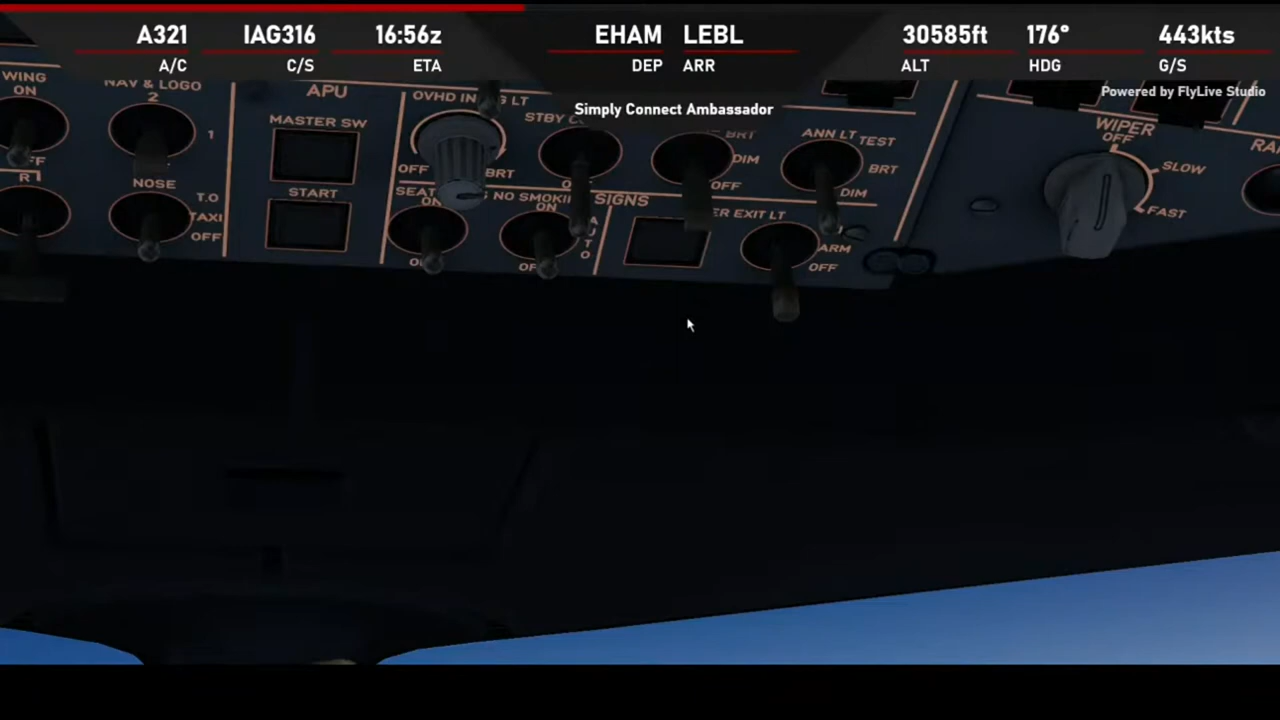 A321 IAG316 16:56z EHAM LEBL 30585ft 176° 443kts
A/C C/S ETA DEP ARR ALT HDG G/S
Powered by FlyLive Studio
Simply Connect Ambassador
WING
ON
NAV & LOGO
2
1
NOSE
T.O
TAXI
OFF
APU
MASTER SW
START
OVHD IN LT
OFF BRT
STBY
BRT
DIM
OFF
ANN LT
TEST
BRT
DIM
ON
NO SMOKING
ON
AUTO
SIGNS
EXIT LT
ARM
OFF
WIPER
OFF
SLOW
FAST